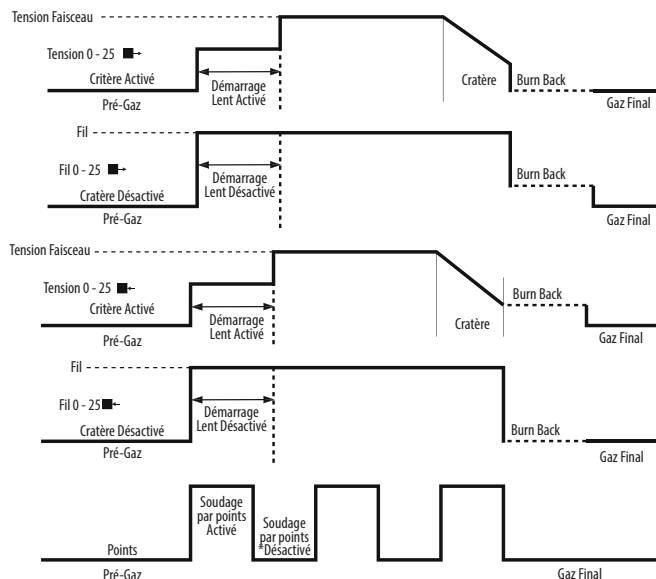 Tension Faisceau
Tension 0 - 25
Critère Activé
Pré-Gaz
Démarrage
Lent Activé
Cratère
Burn Back
Gaz Final
Fil
Fil 0 - 25
Cratère Désactivé
Pré-Gaz
Démarrage
Lent Désactivé
Burn Back
Gaz Final
Tension Faisceau
Tension 0 - 25
Critère Activé
Pré-Gaz
Démarrage
Lent Activé
Cratère
Burn Back
Gaz Final
Fil
Fil 0 - 25
Cratère Désactivé
Pré-Gaz
Démarrage
Lent Désactivé
Burn Back
Gaz Final
Points
Pré-Gaz
Soudage
par points
Activé
Soudage
par points
*Désactivé
Gaz Final